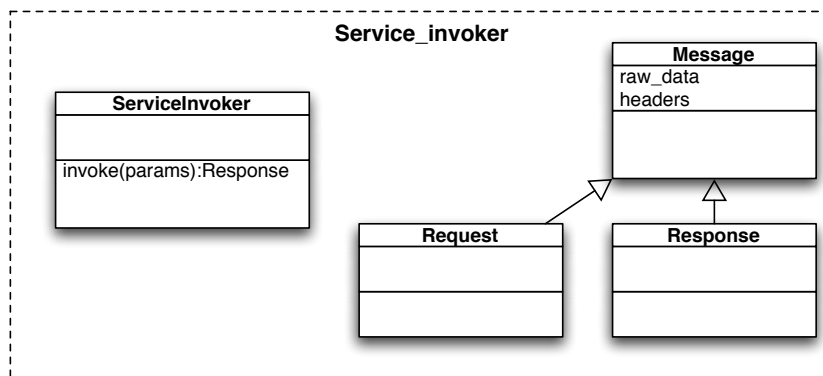 Service_invoker
ServiceInvoker
invoke(params):Response
Message
raw_data
headers
Request
Response